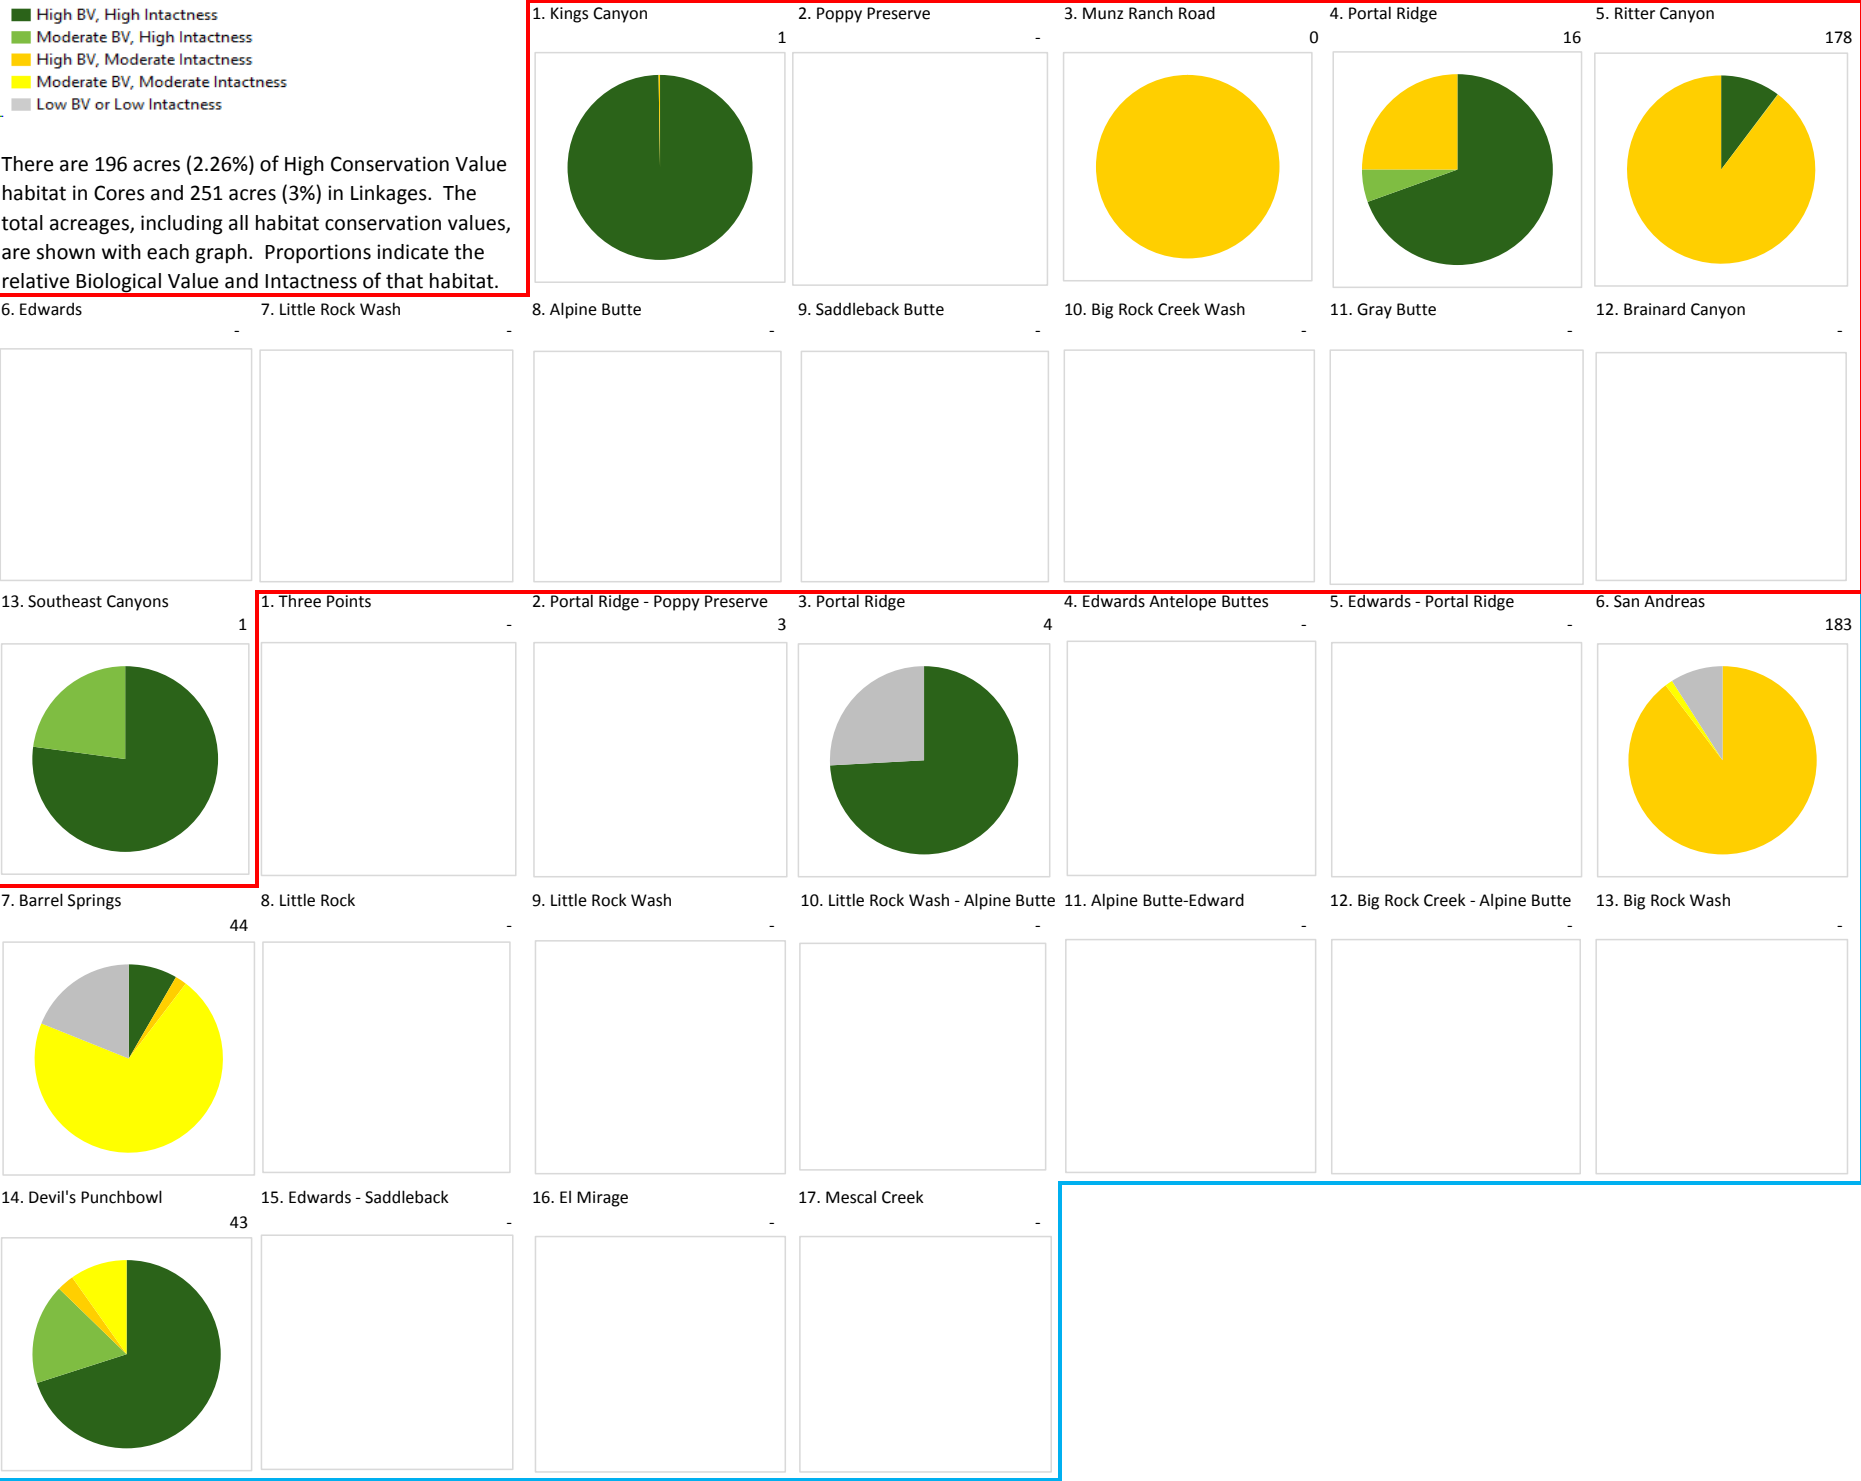 High BV, High Intactness
Moderate BV, High Intactness
High BV, Moderate Intactness
Moderate BV, Moderate Intactness
Low BV or Low Intactness
There are 196 acres (2.26%) of High Conservation Value
habitat in Cores and 251 acres (3%) in Linkages. The
total acreages, including all habitat conservation values,
are shown with each graph. Proportions indicate the
relative Biological Value and Intactness of that habitat.
1. Kings Canyon
1
2. Poppy Preserve
-
3. Munz Ranch Road
0
4. Portal Ridge
16
5. Ritter Canyon
178
6. Edwards
-
7. Little Rock Wash
-
8. Alpine Butte
-
9. Saddleback Butte
-
10. Big Rock Creek Wash
-
11. Gray Butte
-
12. Brainard Canyon
-
13. Southeast Canyons
1
1. Three Points
-
2. Portal Ridge - Poppy Preserve
3
3. Portal Ridge
4
4. Edwards Antelope Buttes
-
5. Edwards - Portal Ridge
-
6. San Andreas
183
7. Barrel Springs
44
8. Little Rock
-
9. Little Rock Wash
-
10. Little Rock Wash - Alpine Butte
-
11. Alpine Butte-Edward
-
12. Big Rock Creek - Alpine Butte
-
13. Big Rock Wash
-
14. Devil's Punchbowl
43
15. Edwards - Saddleback
-
16. El Mirage
-
17. Mescal Creek
-